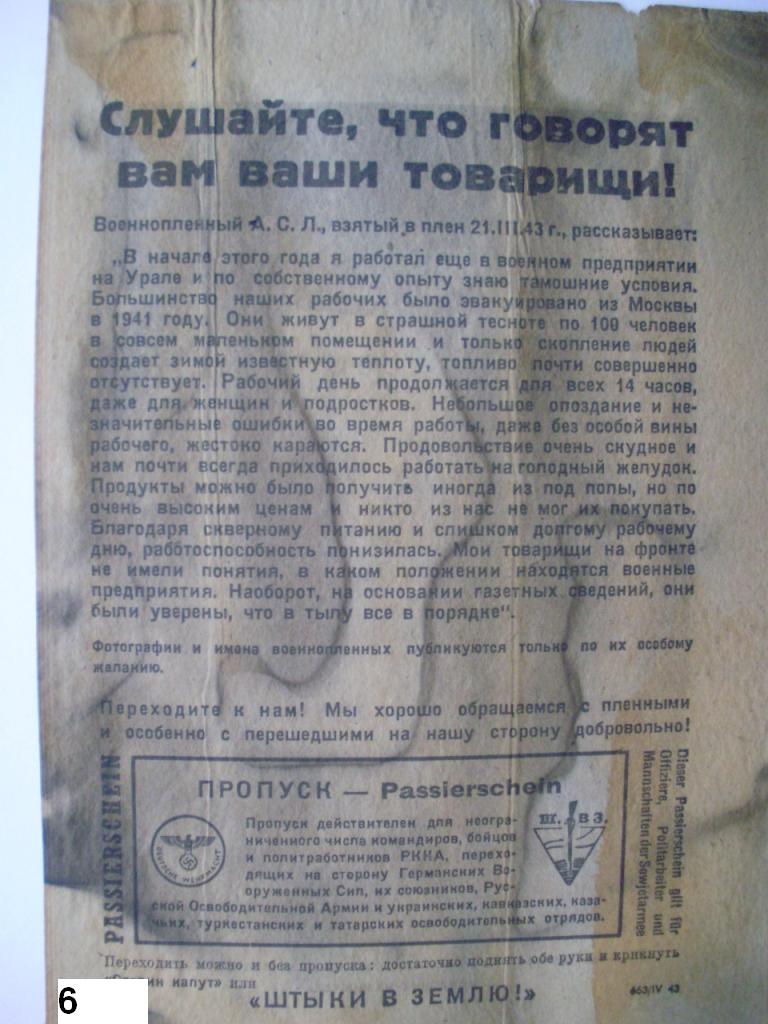 Слушайте, что говорят
вам ваши товарищи!
Военнопленный А. С. Л., взятый в плен 21.III.43 г., рассказывает:
„В начале этого года я работал еще в военном предприятии
на Урале и по собственному опыту знаю тамошние условия.
Большинство наших рабочих было эвакуировано из Москвы
в 1941 году. Они живут в страшной тесноте по 100 человек
в совсем маленьком помещении и только скопление людей
создает зимой известную теплоту, топливо почти совершенно
отсутствует. Рабочий день продолжается для всех 14 часов,
даже для женщин и подростков. Небольшое опоздание и не-
значительные ошибки во время работы, даже без особой вины
рабочего, жестоко караются. Продовольствие очень скудное и
нам почти всегда приходилось работать на голодный желудок.
Продукты можно было получить иногда из под полы, но по
очень высоким ценам и никто из нас не мог их покупать.
Благодаря скверному питанию и слишком долгому рабочему
дню, работоспособность понизилась. Мои товарищи на фронте
не имели понятия, в каком положении находятся военные
предприятия. Наоборот, на основании газетных сведений, они
были уверены, что в тылу все в порядке“.
Фотографии и имена военнопленных публикуются только по их особому
желанию.
Переходите к нам! Мы хорошо обращаемся с пленными
и особенно с перешедшими на нашу сторону добровольно!
PASSIERSCHEIN
ПРОПУСК — Passierschein
DEUTSCHE WEHRMACHT
Пропуск действителен для неогра-
ниченного числа командиров, бойцов
и политработников РККА, перехо-
дящих на сторону Германских Во-
оруженных Сил, их союзников, Рус-
ской Освободительной Армии и украинских, кавказских, каза-
чьих, туркестанских и татарских освободительных отрядов.
Ш. В З.
Dieser Passierschein gilt für
Offiziere, Politarbeiter und
Mannschaften der Sowjetarmee
Переходить можно и без пропуска: достаточно поднять обе руки и крикнуть
«Сталин капут» или
«ШТЫКИ В ЗЕМЛЮ!»
663/IV 43
6